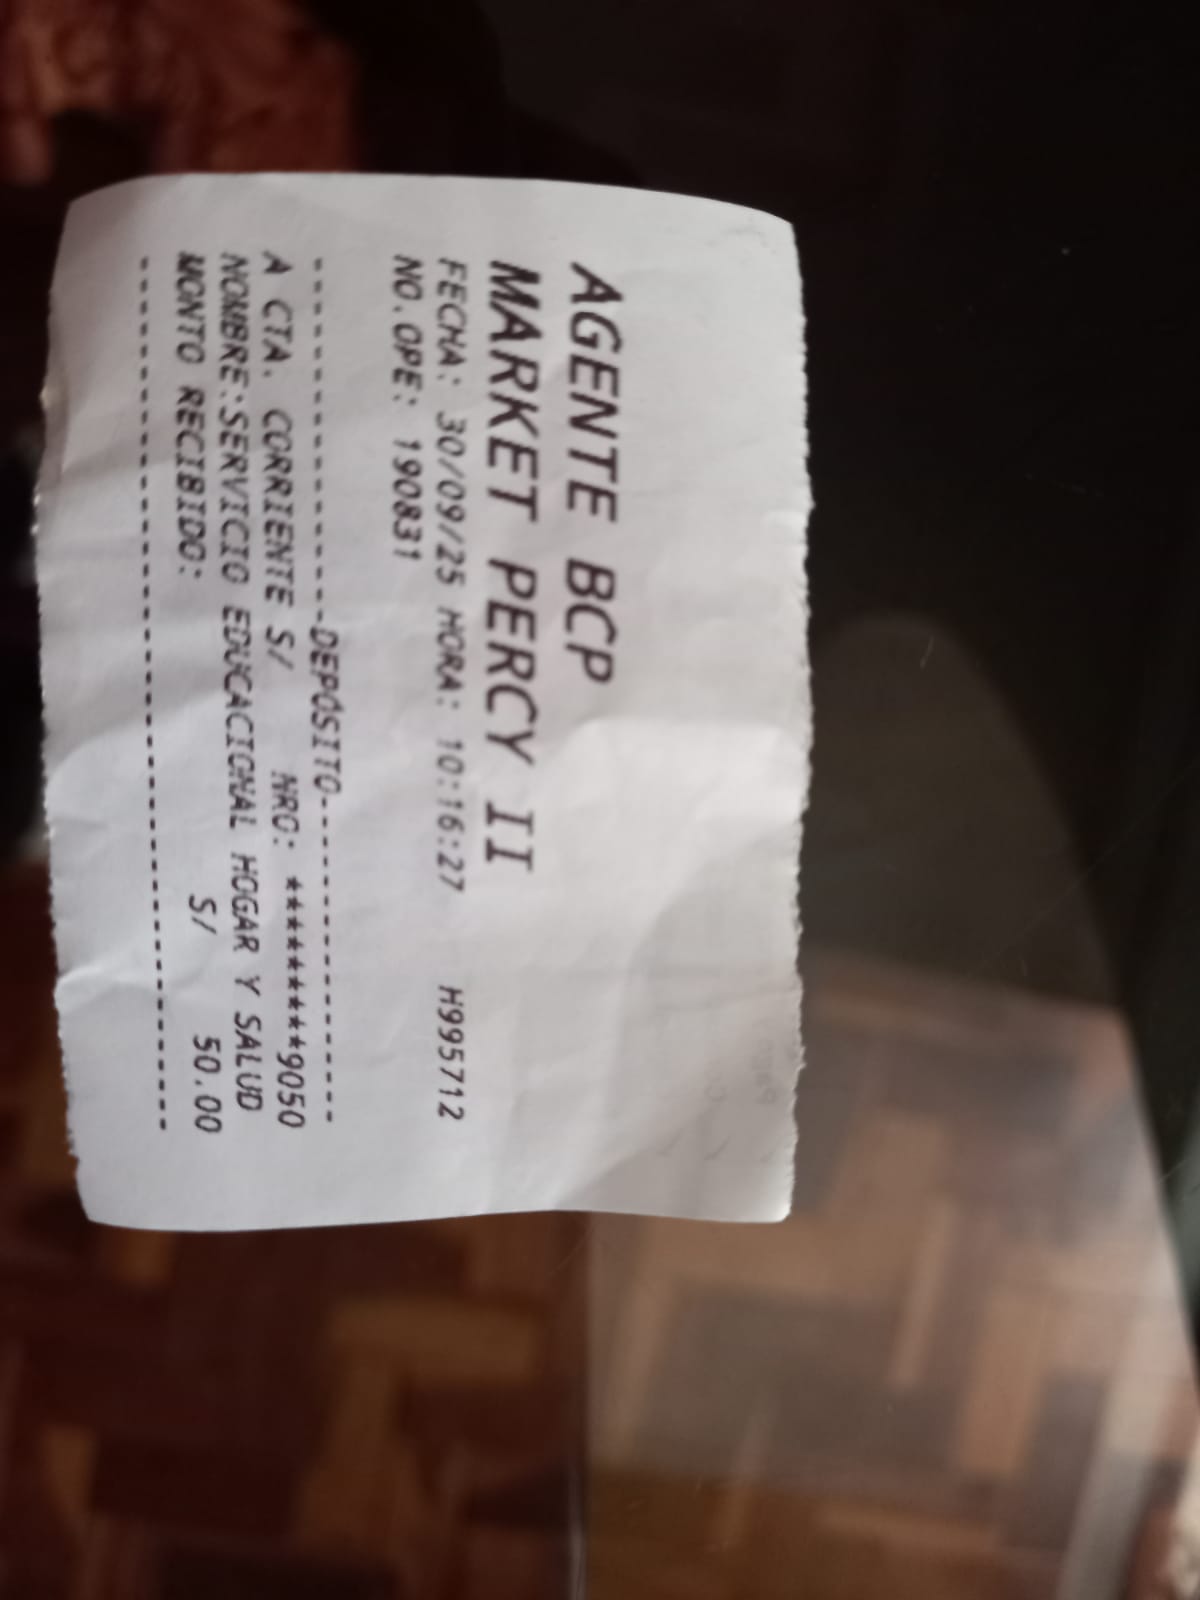 AGENTE BCP
MARKET PERCY II
FECHA: 30/09/25 HORA: 10:16:27 H995712
NO.OPE: 190831
--------------------DEPOSITO--------------------
A CTA. CORRIENTE S/ NRO: *********9050
NOMBRE:SERVICIO EDUCACIONAL HOGAR Y SALUD
MONTO RECIBIDO: S/ 50.00
------------------------------------------------